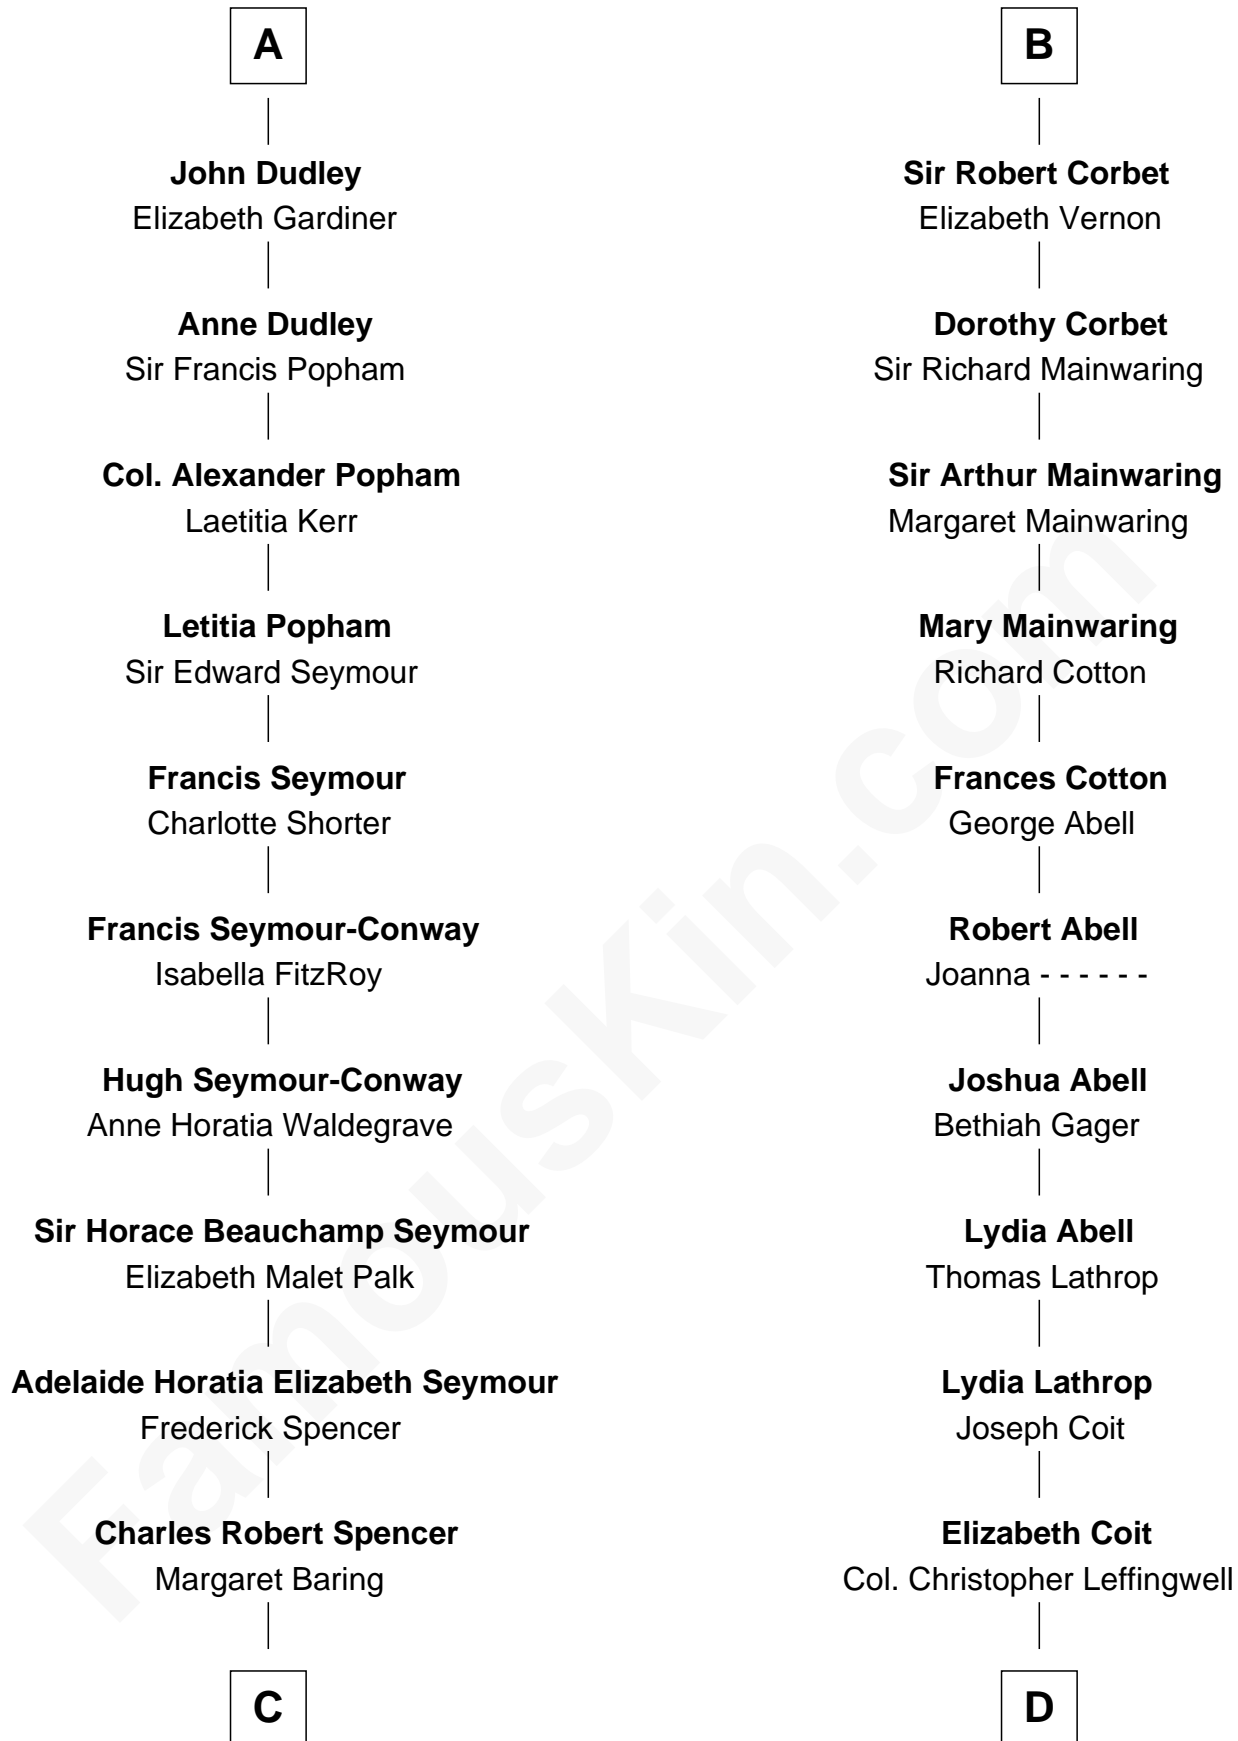 A
John Dudley
Elizabeth Gardiner
Anne Dudley
Sir Francis Popham
Col. Alexander Popham
Laetitia Kerr
Letitia Popham
Sir Edward Seymour
Francis Seymour
Charlotte Shorter
Francis Seymour-Conway
Isabella FitzRoy
Hugh Seymour-Conway
Anne Horatia Waldegrave
Sir Horace Beauchamp Seymour
Elizabeth Malet Palk
Adelaide Horatia Elizabeth Seymour
Frederick Spencer
Charles Robert Spencer
Margaret Baring
C
B
Sir Robert Corbet
Elizabeth Vernon
Dorothy Corbet
Sir Richard Mainwaring
Sir Arthur Mainwaring
Margaret Mainwaring
Mary Mainwaring
Richard Cotton
Frances Cotton
George Abell
Robert Abell
Joanna - - - - - -
Joshua Abell
Bethiah Gager
Lydia Abell
Thomas Lathrop
Lydia Lathrop
Joseph Coit
Elizabeth Coit
Col. Christopher Leffingwell
D
FamousKin.com